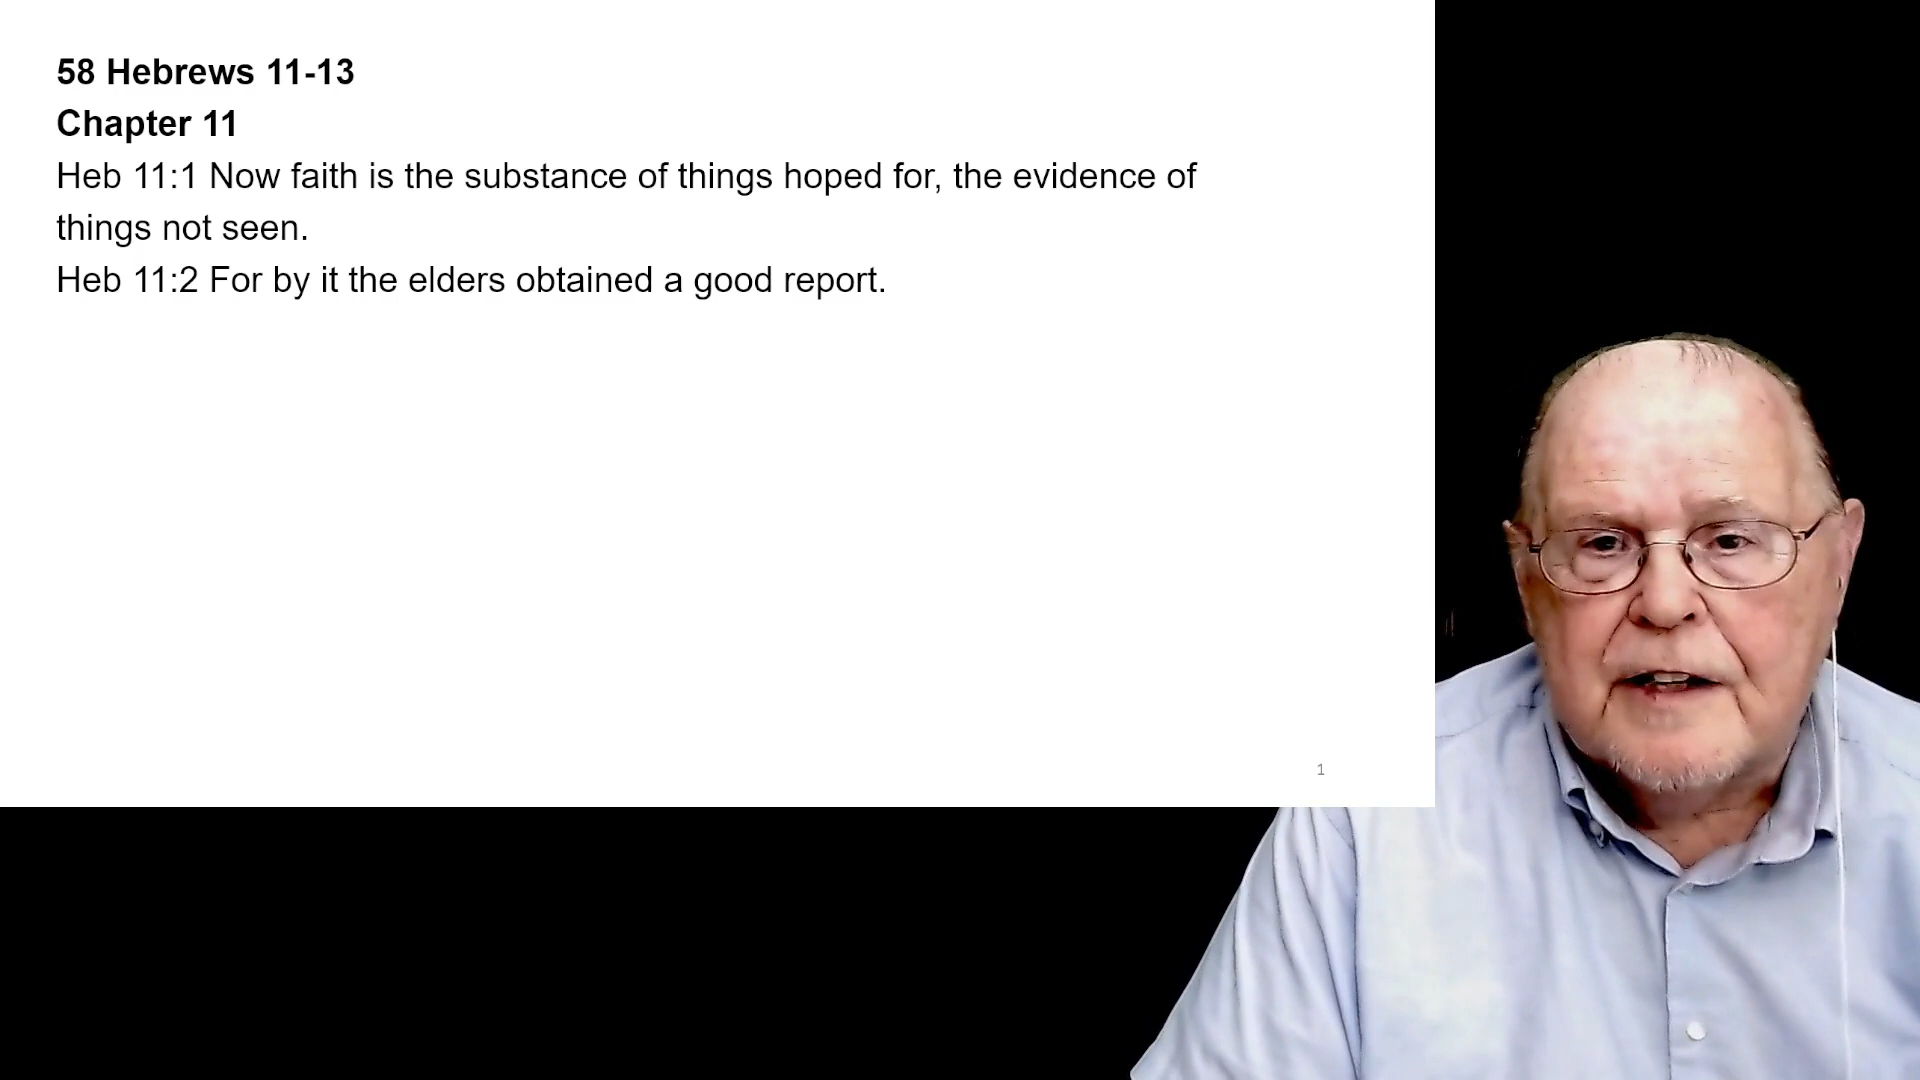 58 Hebrews 11-13
Chapter 11
Heb 11:1 Now faith is the substance of things hoped for, the evidence of
things not seen.
Heb 11:2 For by it the elders obtained a good report.
1